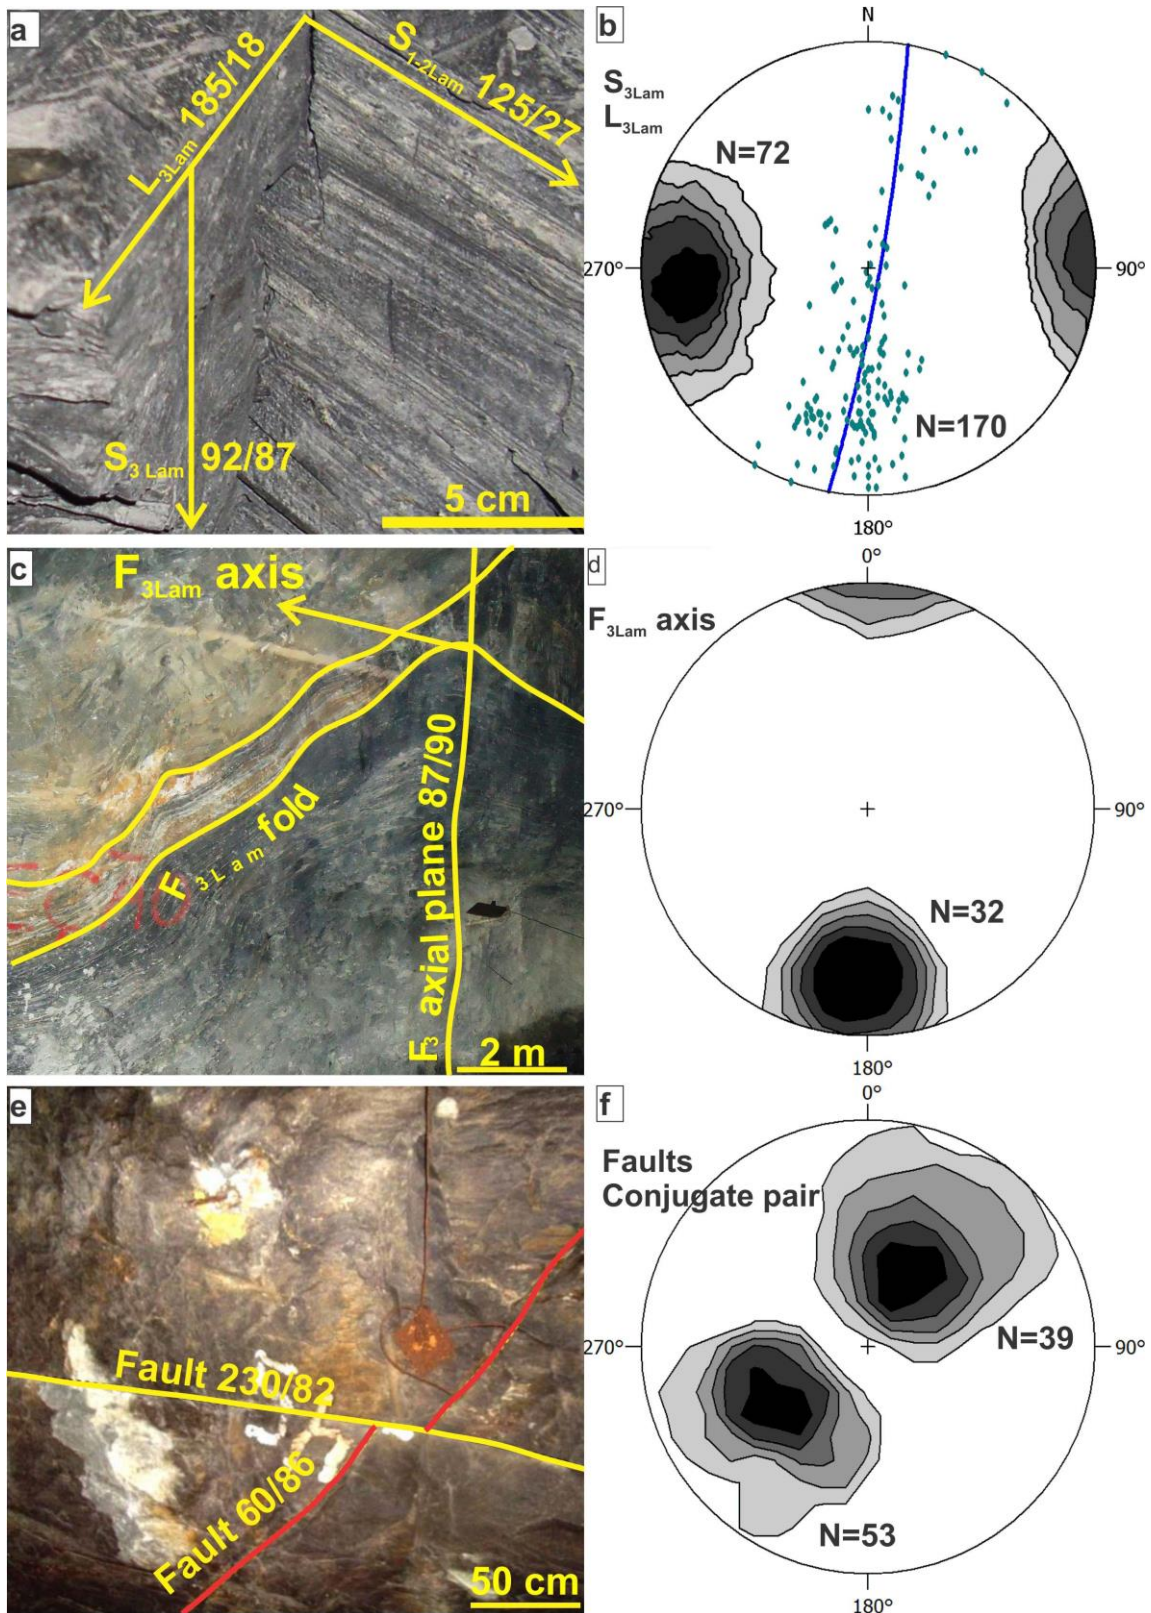 a
L3Lam 185/18
S1-2Lam 125/27
S3 Lam 92/87
5 cm
b
N
S3Lam
L3Lam
N=72
270°
90°
N=170
180°
c
F3Lam axis
F3Lam fold
F3 axial plane 87/90
2 m
d
0°
F3Lam axis
270°
90°
N=32
180°
e
Fault 230/82
Fault 60/86
50 cm
f
0°
Faults
Conjugate pair
270°
90°
N=39
N=53
180°